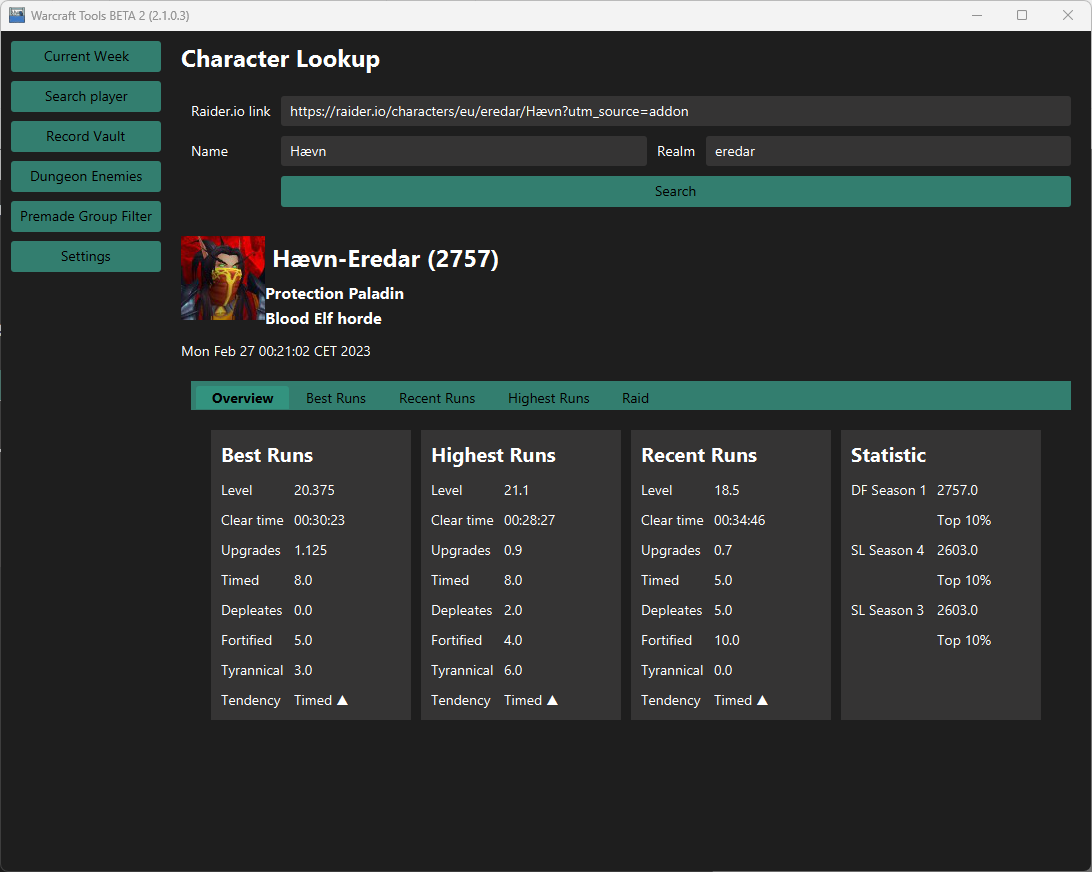 Warcraft Tools BETA 2 (2.1.0.3)
Current Week
Search player
Record Vault
Dungeon Enemies
Premade Group Filter
Settings
Character Lookup
Raider.io link https://raider.io/characters/eu/eredar/Hævn?utm_source=addon
Name Hævn Realm eredar
Search
Hævn-Eredar (2757)
Protection Paladin
Blood Elf horde
Mon Feb 27 00:21:02 CET 2023
Overview Best Runs Recent Runs Highest Runs Raid
Best Runs
Level 20.375
Clear time 00:30:23
Upgrades 1.125
Timed 8.0
Depleates 0.0
Fortified 5.0
Tyrannical 3.0
Tendency Timed ▲
Highest Runs
Level 21.1
Clear time 00:28:27
Upgrades 0.9
Timed 8.0
Depleates 2.0
Fortified 4.0
Tyrannical 6.0
Tendency Timed ▲
Recent Runs
Level 18.5
Clear time 00:34:46
Upgrades 0.7
Timed 5.0
Depleates 5.0
Fortified 10.0
Tyrannical 0.0
Tendency Timed ▲
Statistic
DF Season 1 2757.0
Top 10%
SL Season 4 2603.0
Top 10%
SL Season 3 2603.0
Top 10%